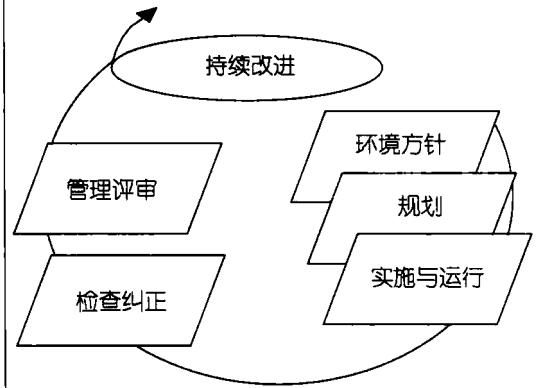 持续改进
环境方针
规划
实施与运行
检查纠正
管理评审